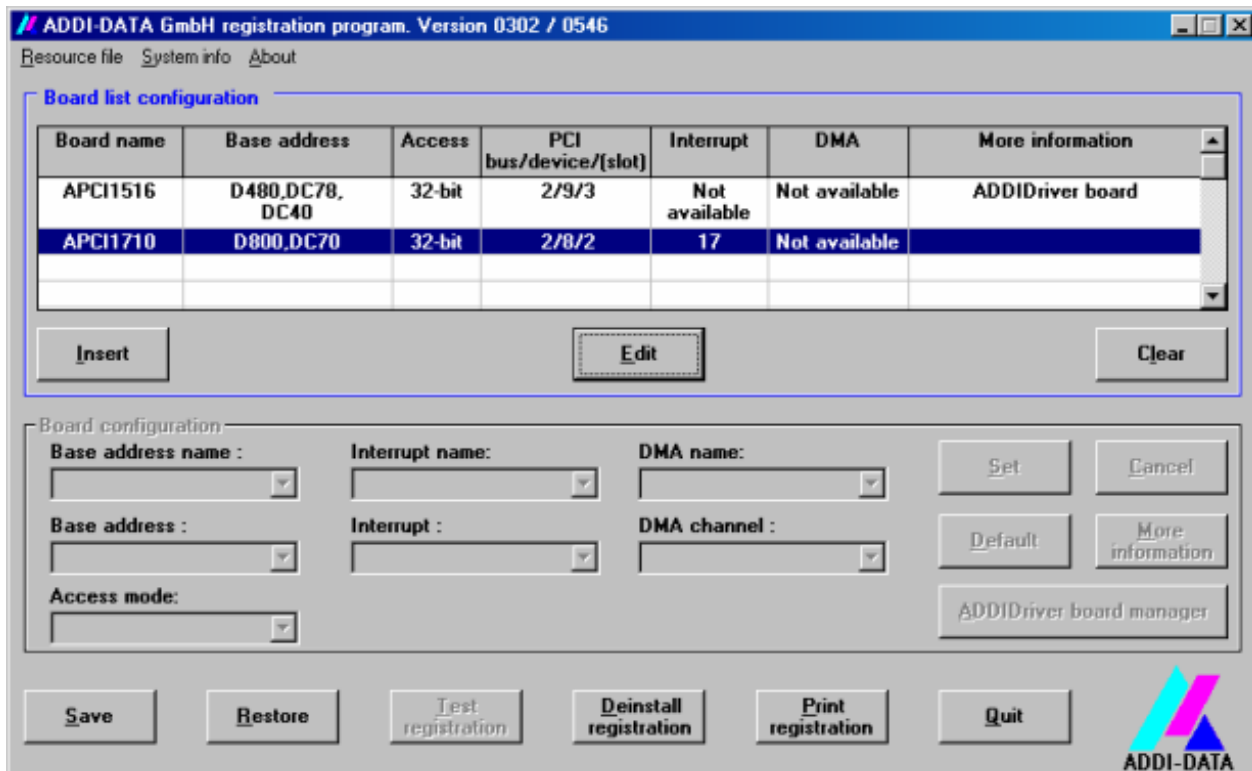 ADDI-DATA GmbH registration program. Version 0302 / 0546
Resource file System info About
Board list configuration
Board name Base address Access PCI bus/device/(slot) Interrupt DMA More information
APCI1516 D480,DC78, DC40 32-bit 2/9/3 Not available Not available ADDIDriver board
APCI1710 D800,DC70 32-bit 2/8/2 17 Not available
Insert Edit Clear
Board configuration
Base address name : Interrupt name: DMA name: Set Cancel
Base address : Interrupt : DMA channel : Default More information
Access mode: ADDIDriver board manager
Save Restore Test registration Deinstall registration Print registration Quit
ADDI-DATA